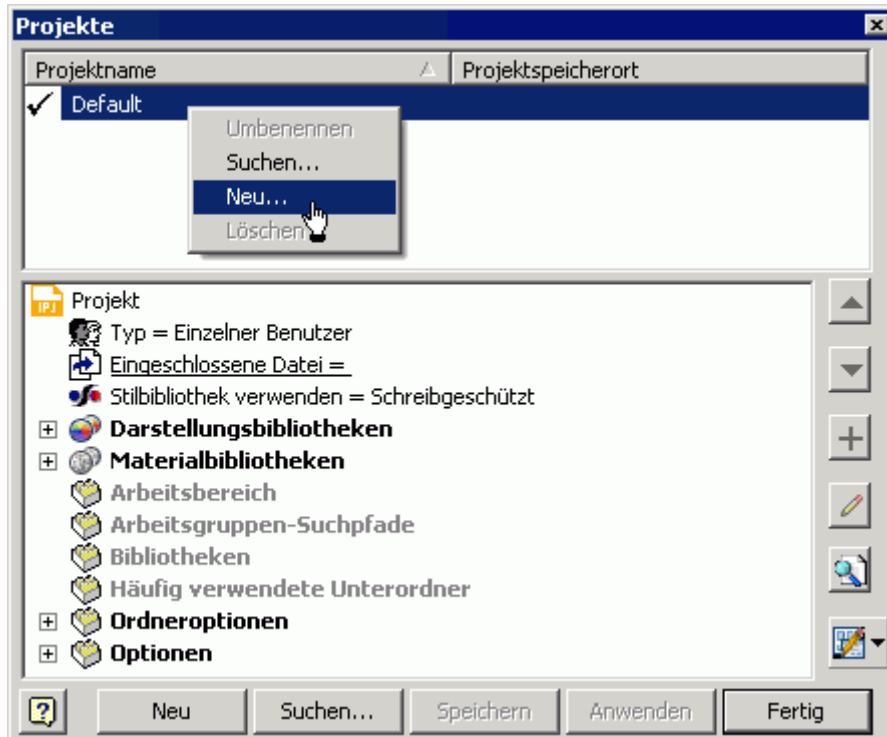 Projekte
Projektname Projektspeicherort
Default
Umbenennen
Suchen...
Neu...
Löschen
IPJ Projekt
Typ = Einzelner Benutzer
Eingeschlossene Datei =
Stilbibliothek verwenden = Schreibgeschützt
Darstellungsbibliotheken
Materialbibliotheken
Arbeitsbereich
Arbeitsgruppen-Suchpfade
Bibliotheken
Häufig verwendete Unterordner
Ordneroptionen
Optionen
Neu Suchen... Speichern Anwenden Fertig